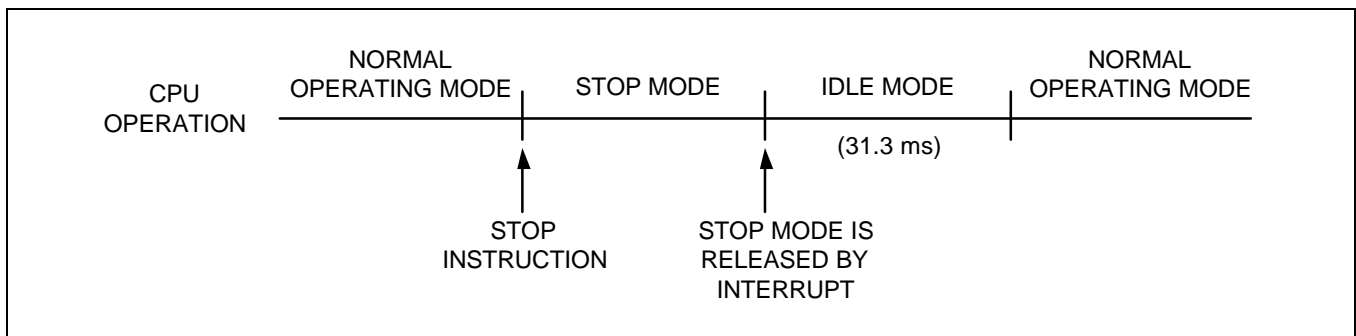 CPU
OPERATION
NORMAL
OPERATING MODE
STOP MODE
IDLE MODE
(31.3 ms)
NORMAL
OPERATING MODE
STOP
INSTRUCTION
STOP MODE IS
RELEASED BY
INTERRUPT